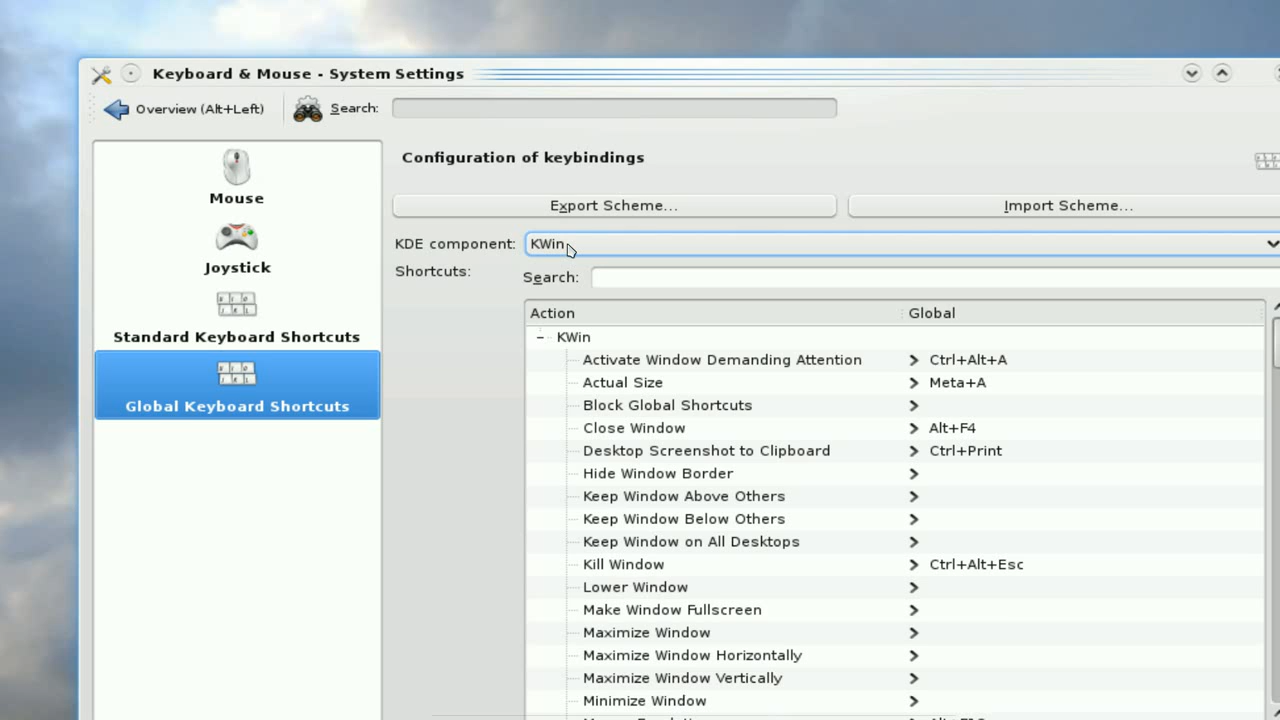 Keyboard & Mouse - System Settings
Overview (Alt+Left) Search:
Mouse
Joystick
Standard Keyboard Shortcuts
Global Keyboard Shortcuts
Configuration of keybindings
Export Scheme... Import Scheme...
KDE component: KWin
Shortcuts: Search:
Action Global
KWin
Activate Window Demanding Attention Ctrl+Alt+A
Actual Size Meta+A
Block Global Shortcuts
Close Window Alt+F4
Desktop Screenshot to Clipboard Ctrl+Print
Hide Window Border
Keep Window Above Others
Keep Window Below Others
Keep Window on All Desktops
Kill Window Ctrl+Alt+Esc
Lower Window
Make Window Fullscreen
Maximize Window
Maximize Window Horizontally
Maximize Window Vertically
Minimize Window